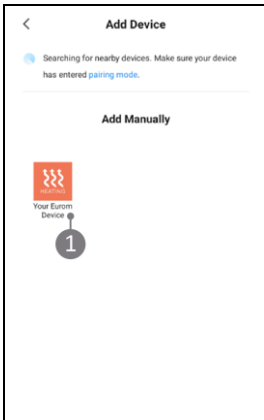 Add Device
Searching for nearby devices. Make sure your device
has entered pairing mode.
Add Manually
HEATING
Your Eurom
Device
1